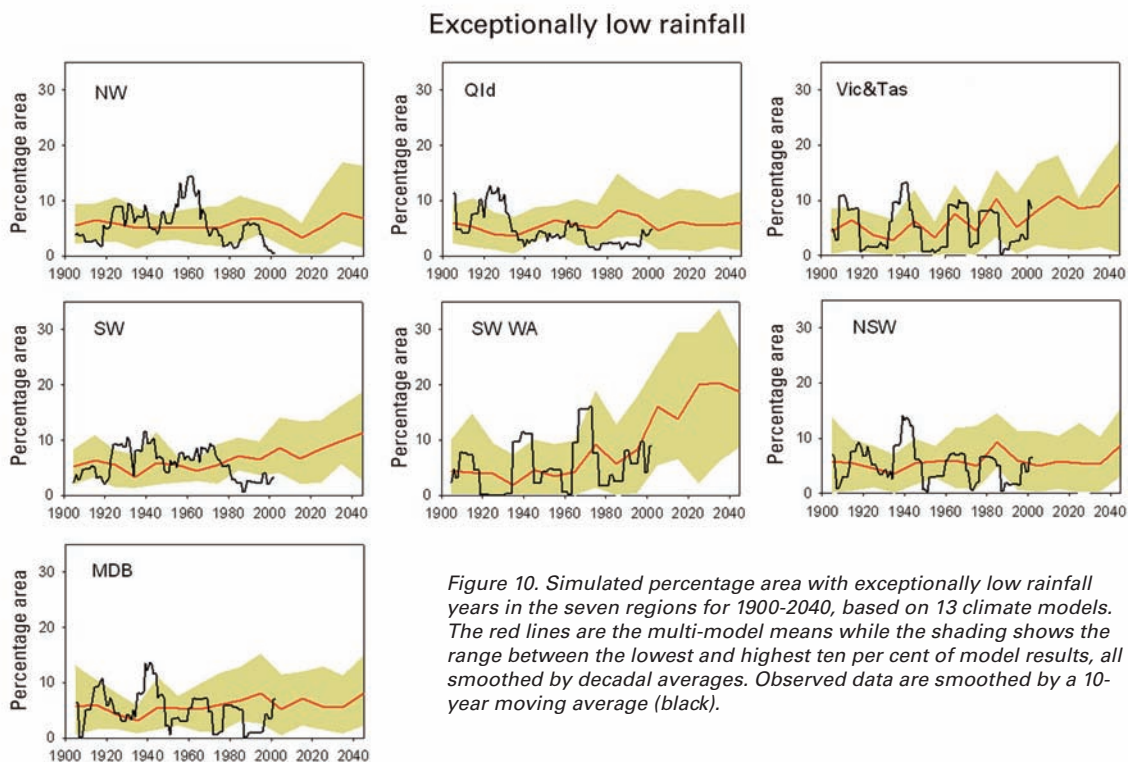 Exceptionally low rainfall
Percentage area
30
20
10
0
NW
1900 1920 1940 1960 1980 2000 2020 2040
Percentage area
30
20
10
0
Qld
1900 1920 1940 1960 1980 2000 2020 2040
Percentage area
30
20
10
0
Vic&Tas
1900 1920 1940 1960 1980 2000 2020 2040
Percentage area
30
20
10
0
SW
1900 1920 1940 1960 1980 2000 2020 2040
Percentage area
30
20
10
0
SW WA
1900 1920 1940 1960 1980 2000 2020 2040
Percentage area
30
20
10
0
NSW
1900 1920 1940 1960 1980 2000 2020 2040
Percentage area
30
20
10
0
MDB
1900 1920 1940 1960 1980 2000 2020 2040
Figure 10. Simulated percentage area with exceptionally low rainfall
years in the seven regions for 1900-2040, based on 13 climate models.
The red lines are the multi-model means while the shading shows the
range between the lowest and highest ten per cent of model results, all
smoothed by decadal averages. Observed data are smoothed by a 10-
year moving average (black).